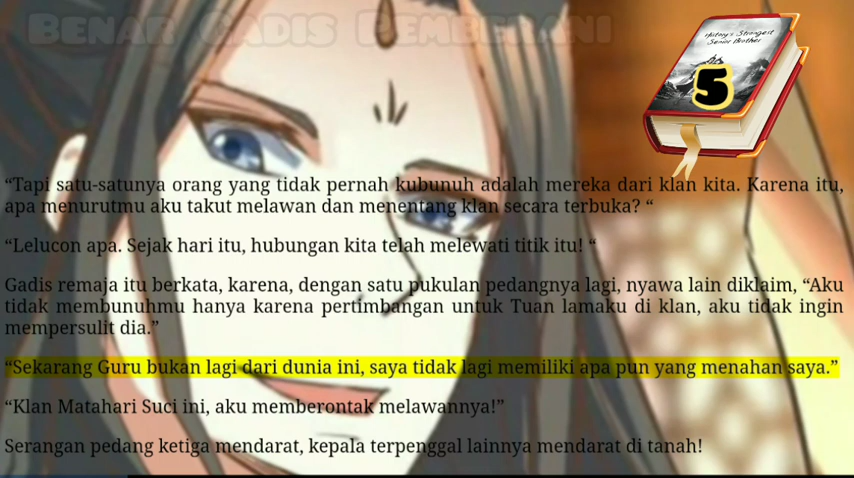 BENAR GADIS PEMBERANI
History's Strongest
Senior Brother
5
“Tapi satu-satunya orang yang tidak pernah kubunuh adalah mereka dari klan kita. Karena itu,
apa menurutmu aku takut melawan dan menentang klan secara terbuka? “
“Lelucon apa. Sejak hari itu, hubungan kita telah melewati titik itu! “
Gadis remaja itu berkata, karena, dengan satu pukulan pedangnya lagi, nyawa lain diklaim, “Aku
tidak membunuhmu hanya karena pertimbangan untuk Tuan lamaku di klan, aku tidak ingin
mempersulit dia.”
“Sekarang Guru bukan lagi dari dunia ini, saya tidak lagi memiliki apa pun yang menahan saya.”
“Klan Matahari Suci ini, aku memberontak melawannya!”
Serangan pedang ketiga mendarat, kepala terpenggal lainnya mendarat di tanah!